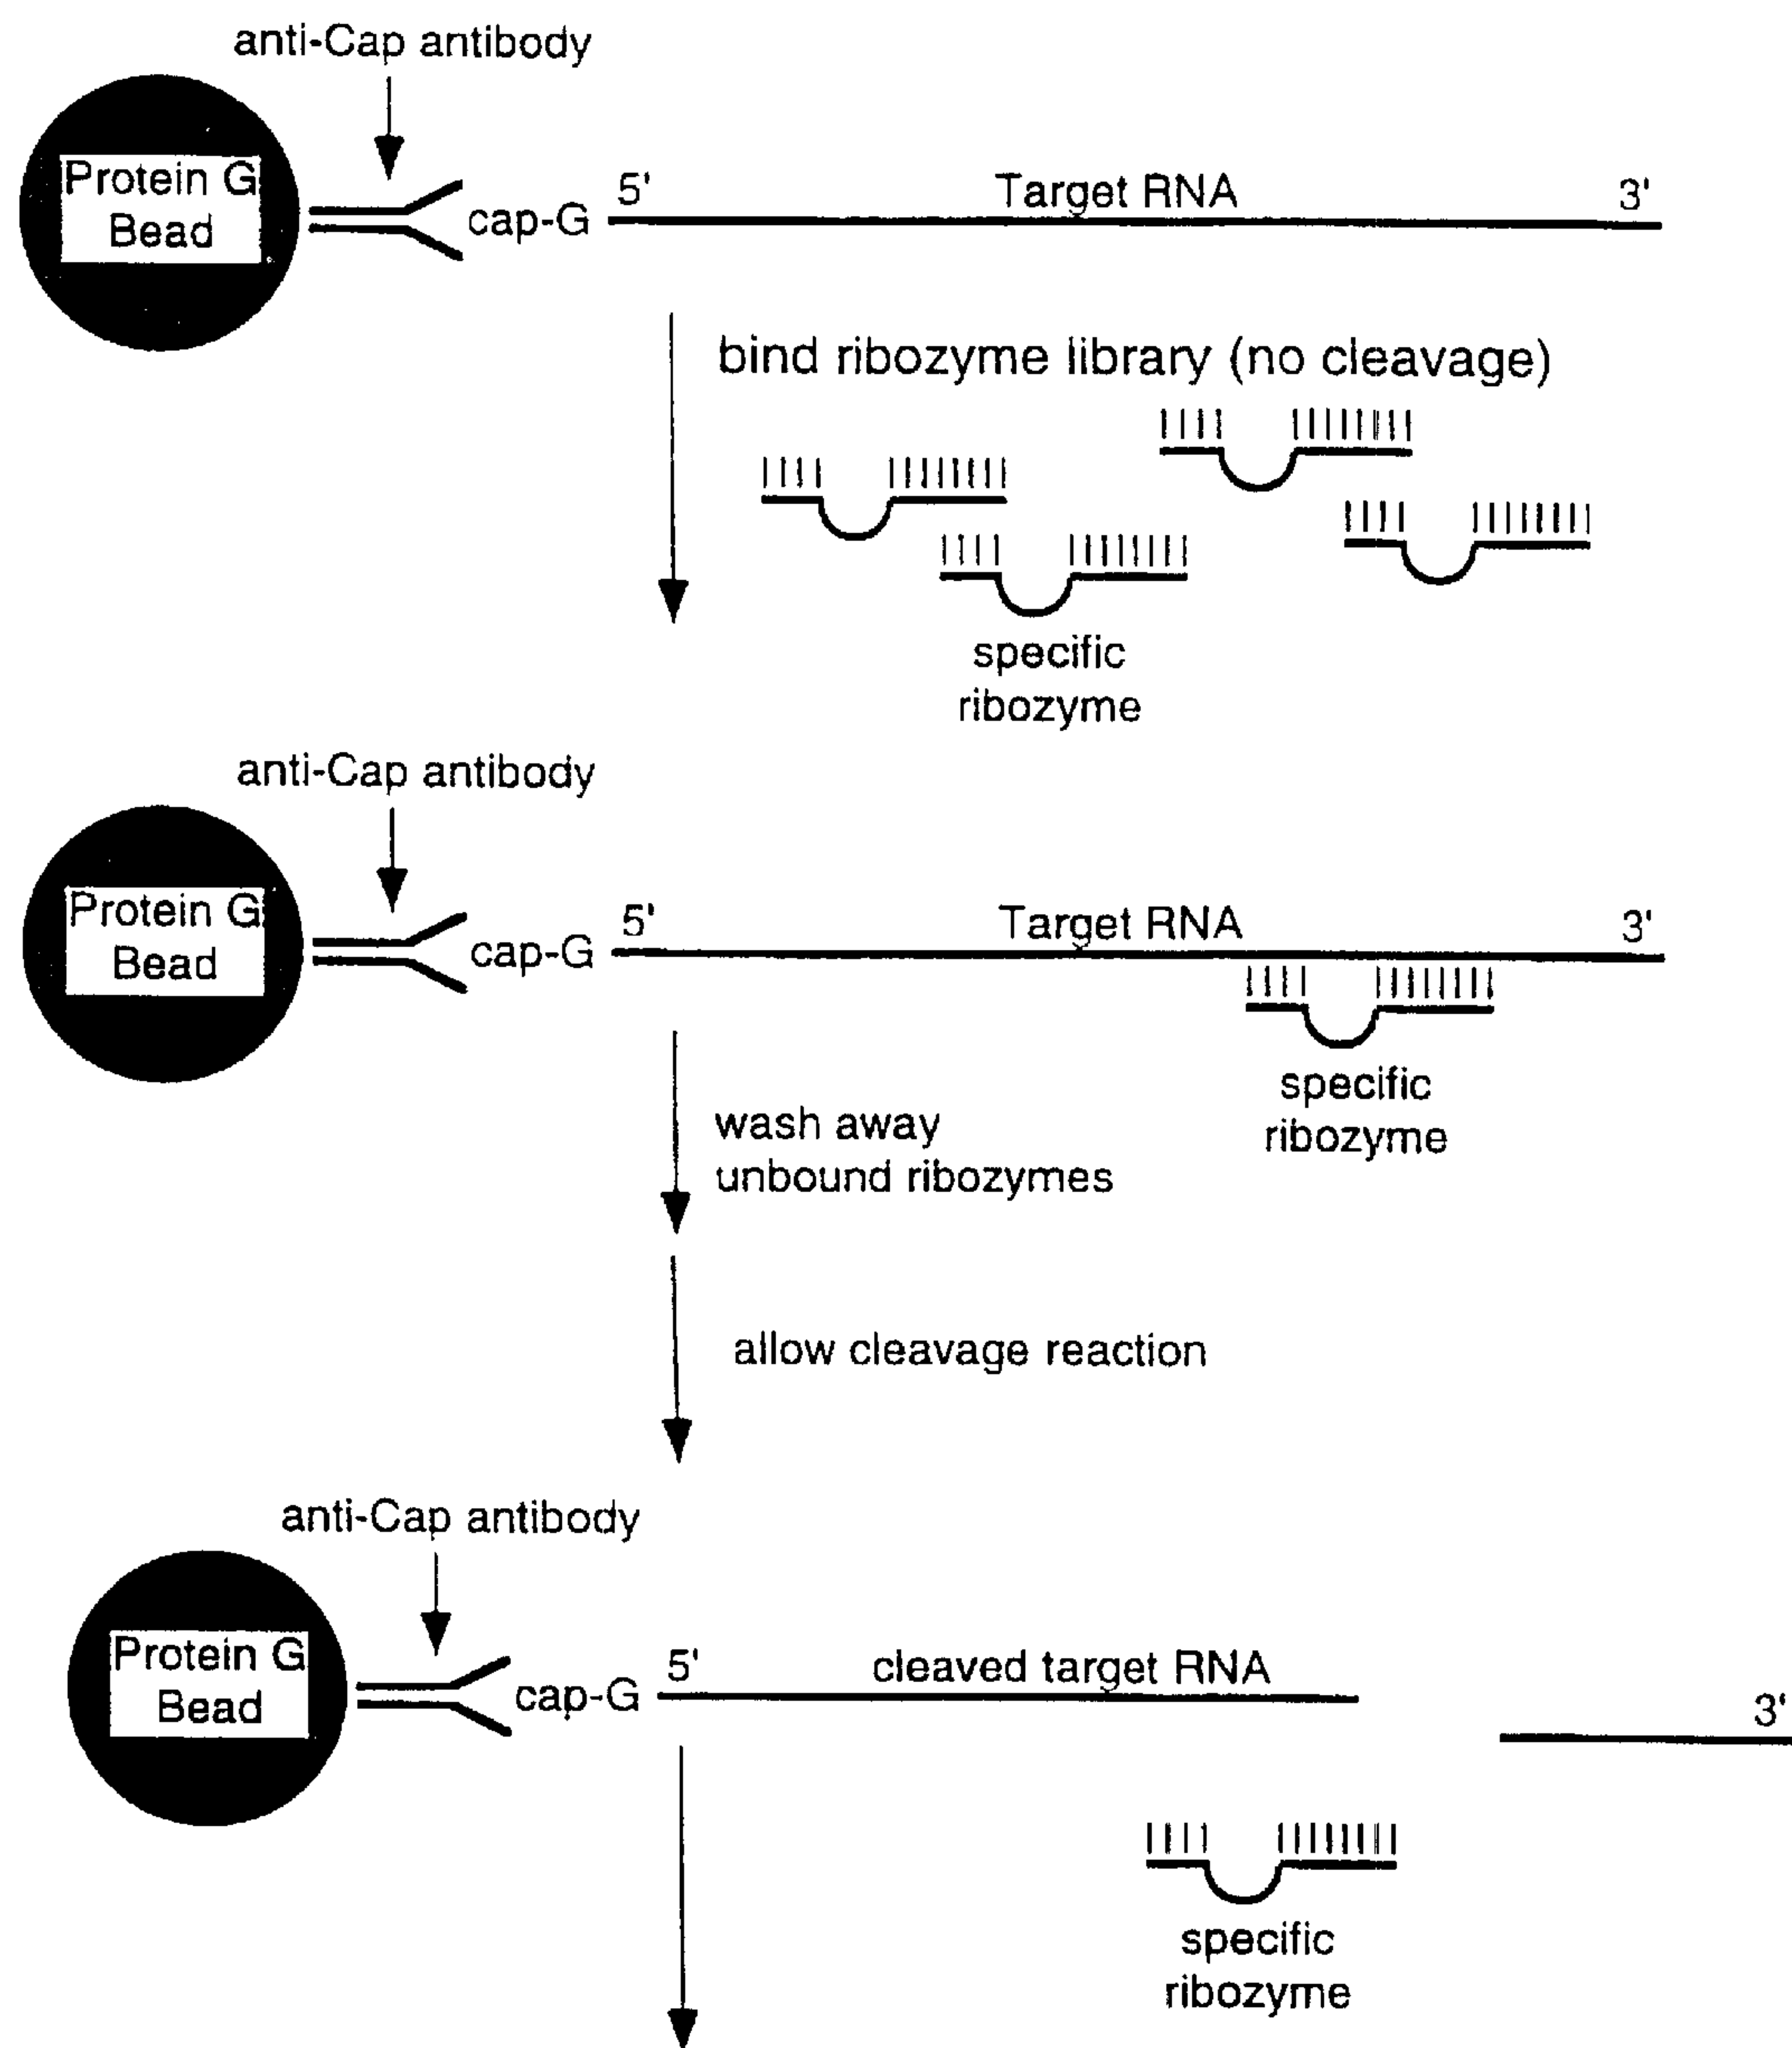 anti-Cap antibody
Protein G
Bead
cap-G
5'
Target RNA
3'
bind ribozyme library (no cleavage)
specific
ribozyme
anti-Cap antibody
Protein G
Bead
cap-G
5'
Target RNA
3'
specific
ribozyme
wash away
unbound ribozymes
allow cleavage reaction
anti-Cap antibody
Protein G
Bead
cap-G
5'
cleaved target RNA
3'
specific
ribozyme